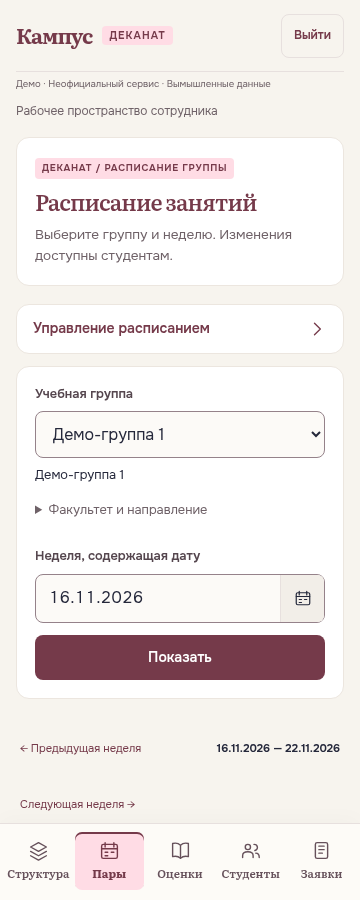 Кампус ДЕКАНАТ Выйти
Демо · Неофициальный сервис · Вымышленные данные
Рабочее пространство сотрудника
ДЕКАНАТ / РАСПИСАНИЕ ГРУППЫ
Расписание занятий
Выберите группу и неделю. Изменения
доступны студентам.
Управление расписанием
Учебная группа
Демо-группа 1
Демо-группа 1
Факультет и направление
Неделя, содержащая дату
16.11.2026
Показать
← Предыдущая неделя 16.11.2026 — 22.11.2026
Следующая неделя →
Структура Пары Оценки Студенты Заявки